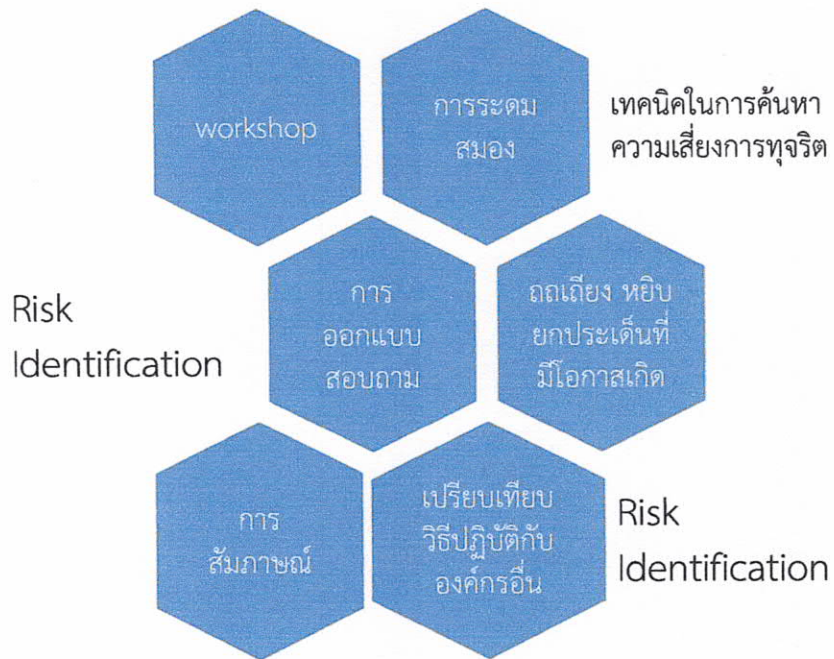 workshop
การระดม
สมอง
เทคนิคในการค้นหา
ความเสี่ยงการทุจริต
Risk
Identification
การ
ออกแบบ
สอบถาม
ถกเถียง หยิบ
ยกประเด็นที่
มีโอกาสเกิด
การ
สัมภาษณ์
เปรียบเทียบ
วิธีปฏิบัติกับ
องค์กรอื่น
Risk
Identification